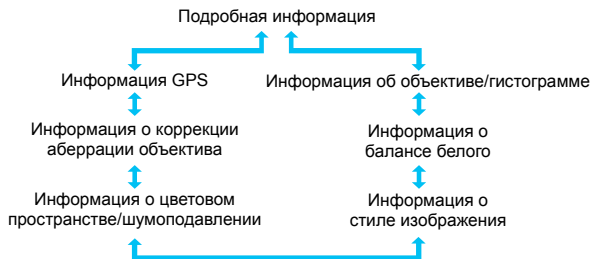 Подробная информация
Информация GPS
Информация об объективе/гистограмме
Информация о коррекции
аберрации объектива
Информация о
балансе белого
Информация о цветовом
пространстве/шумоподавлении
Информация о
стиле изображения